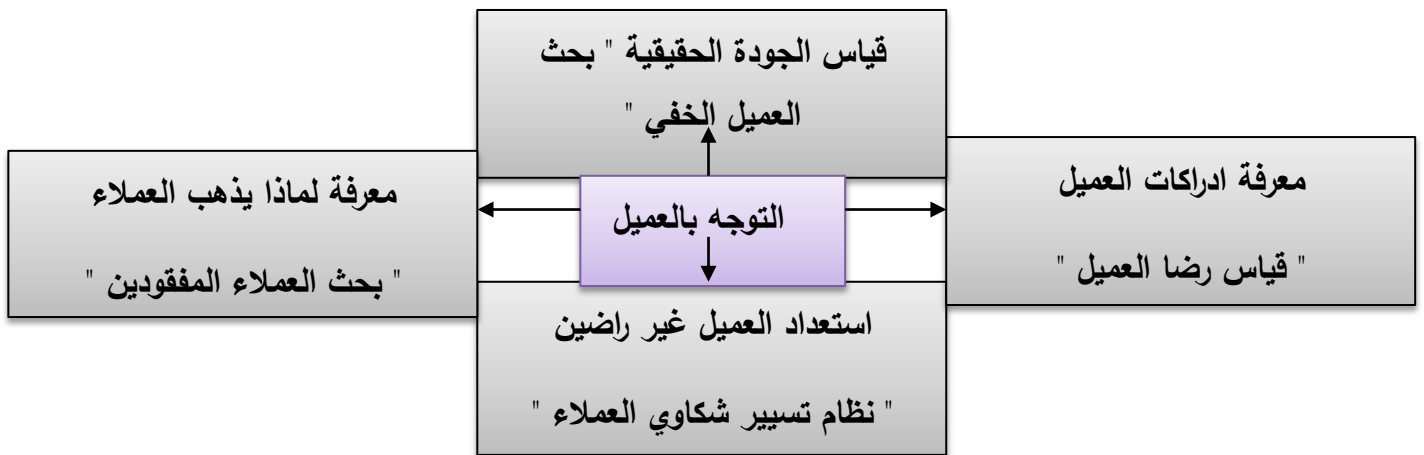 قياس الجودة الحقيقية " بحث
العميل الخفي "
معرفة ادراكات العميل
" قياس رضا العميل "
التوجه بالعميل
معرفة لماذا يذهب العملاء
" بحث العملاء المفقودين "
استعداد العميل غير راضين
" نظام تسيير شكاوي العملاء "